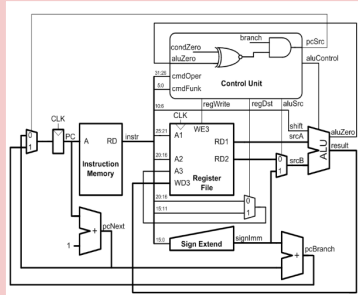 branch
pcSrc
condZero
aluZero
aluControl
31:26
cmdOper
5:0
cmdFunk
Control Unit
10:6
regWrite
regDst
aluSrc
CLK
CLK
shift
WE3
0
1
PC
A
RD
instr
25:21
A1
RD1
srcA
aluZero
result
ALU
Instruction
Memory
20:16
A2
RD2
0
1
srcB
A3
WD3
Register
File
20:16
15:11
0
1
pcNext
1
+
15:0
Sign Extend
signImm
pcBranch
+